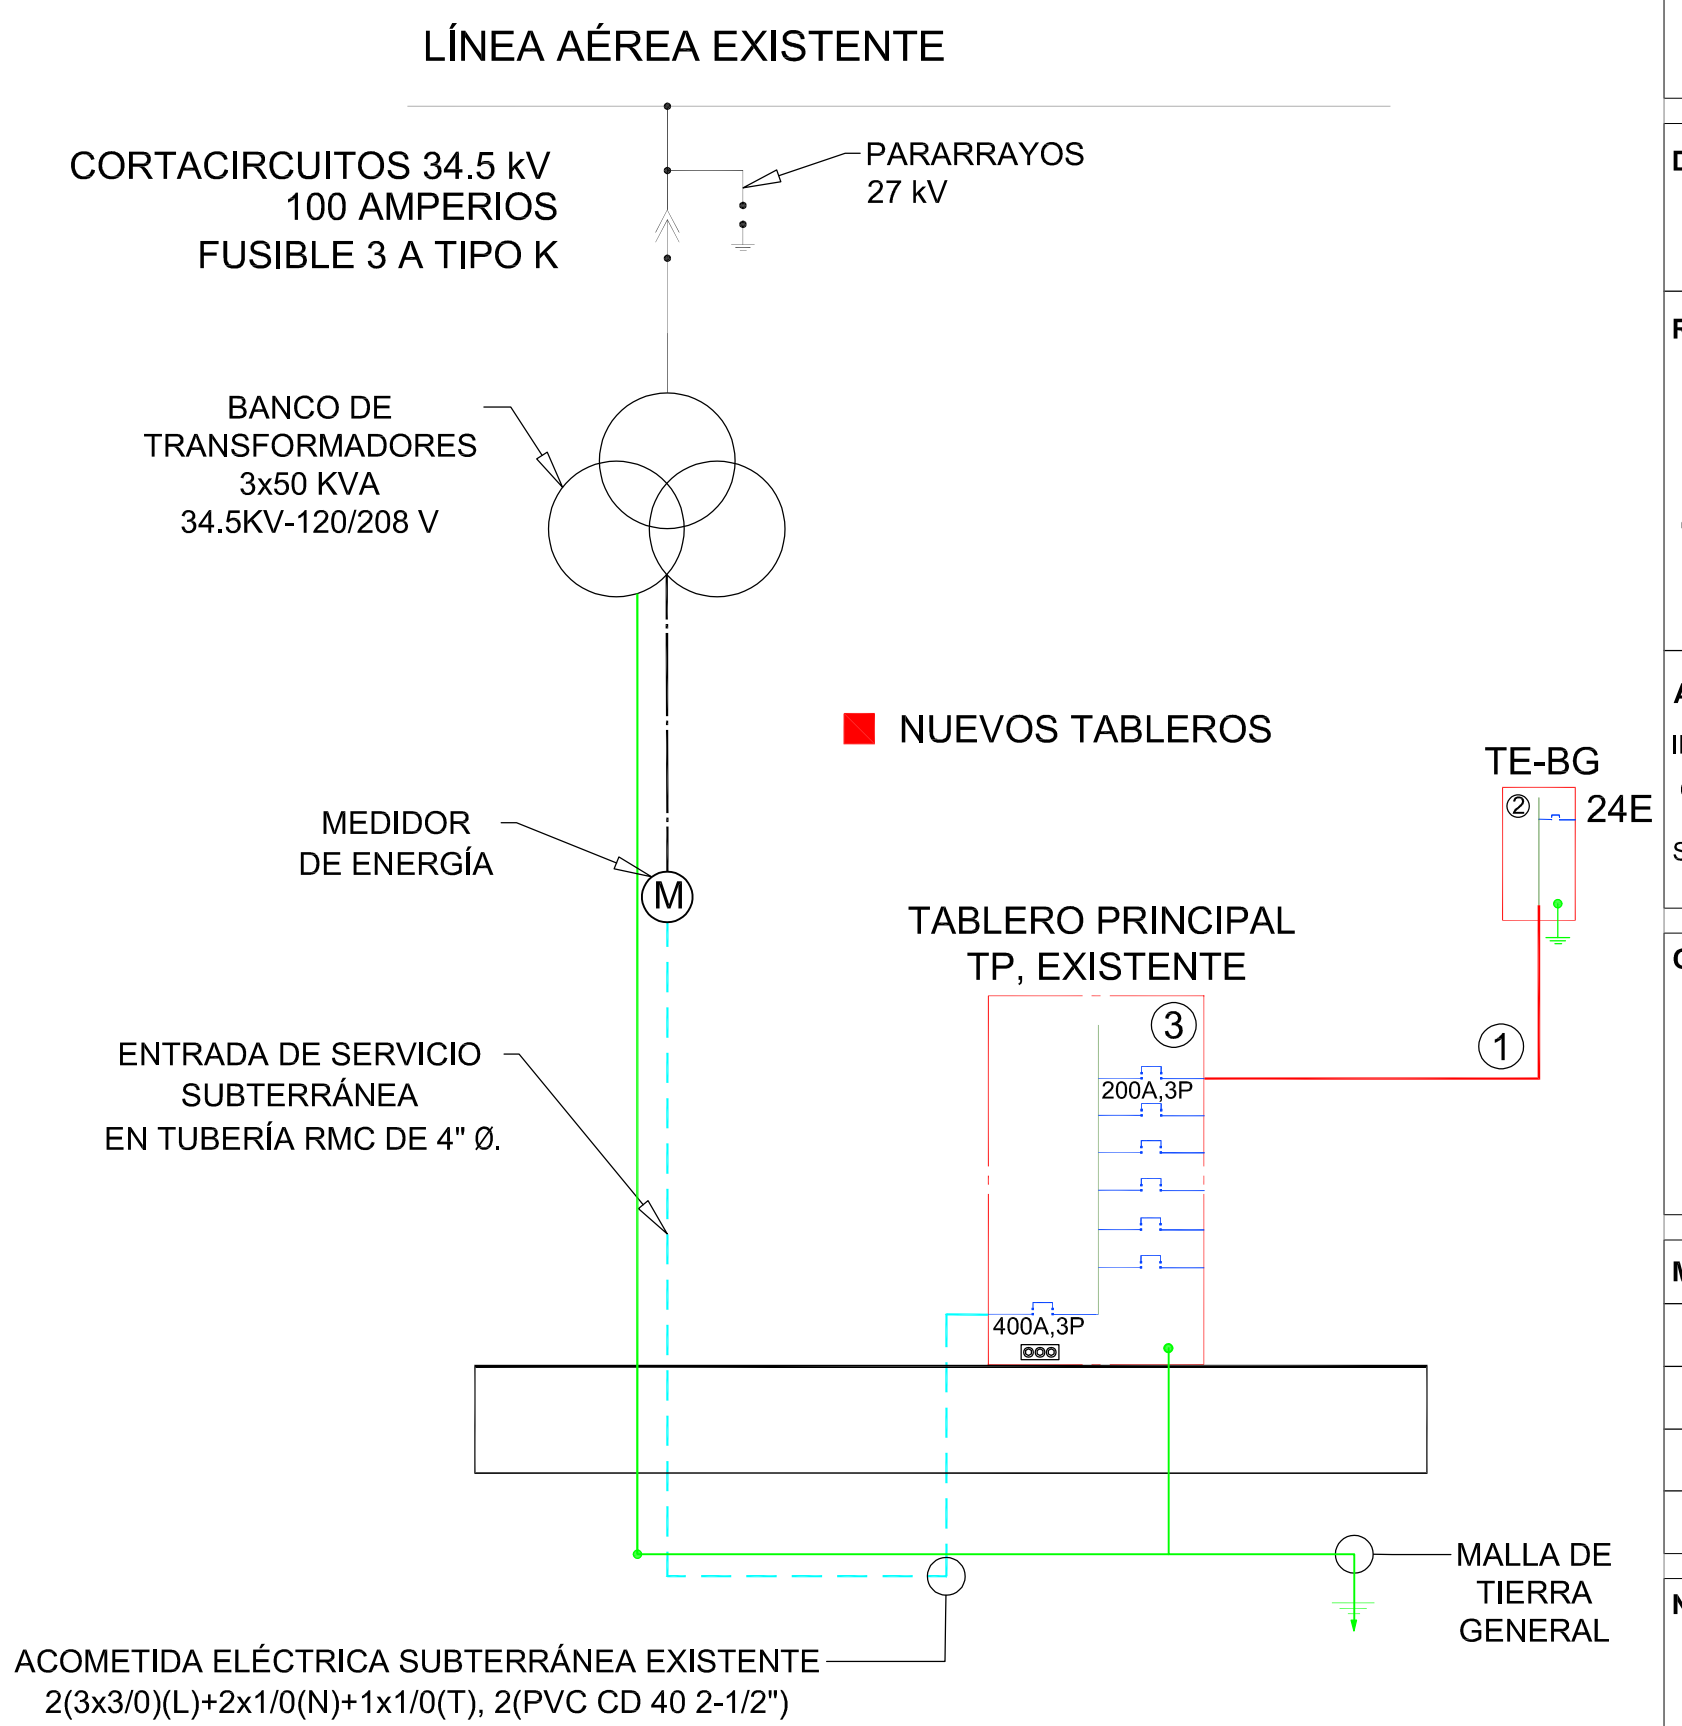 LÍNEA AÉREA EXISTENTE
CORTACIRCUITOS 34.5 kV
100 AMPERIOS
FUSIBLE 3 A TIPO K
PARARRAYOS
27 kV
BANCO DE
TRANSFORMADORES
3x50 KVA
34.5KV-120/208 V
NUEVOS TABLEROS
TE-BG
2
24E
MEDIDOR
DE ENERGÍA
M
TABLERO PRINCIPAL
TP, EXISTENTE
3
1
200A,3P
ENTRADA DE SERVICIO
SUBTERRÁNEA
EN TUBERÍA RMC DE 4" Ø.
400A,3P
MALLA DE
TIERRA
GENERAL
ACOMETIDA ELÉCTRICA SUBTERRÁNEA EXISTENTE
2(3x3/0)(L)+2x1/0(N)+1x1/0(T), 2(PVC CD 40 2-1/2")